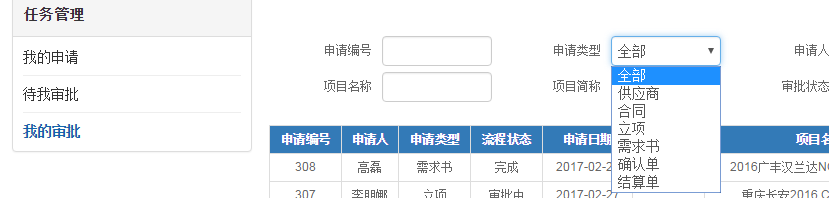 任务管理
我的申请
待我审批
我的审批
申请编号 申请类型 全部 申请人
项目名称 项目简称 审批状态
全部
供应商
合同
立项
需求书
确认单
结算单
申请编号 申请人 申请类型 流程状态 申请日期 项目名
308 高磊 需求书 完成 2017-02-2 2016广丰汉兰达N
307 立项 审批中 2017-02-27 重庆长安2016 C